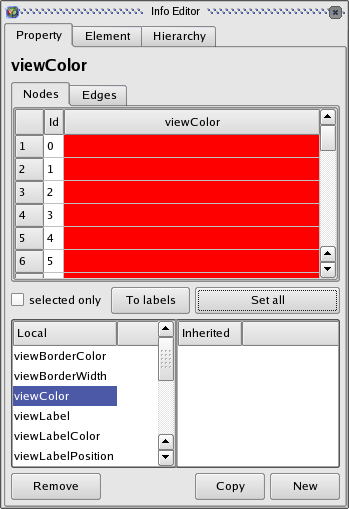 Info Editor
Property Element Hierarchy
viewColor
Nodes Edges
Id viewColor
1 0
2 1
3 2
4 3
5 4
6 5
selected only To labels Set all
Local Inherited
viewBorderColor
viewBorderWidth
viewColor
viewLabel
viewLabelColor
viewLabelPosition
Remove Copy New